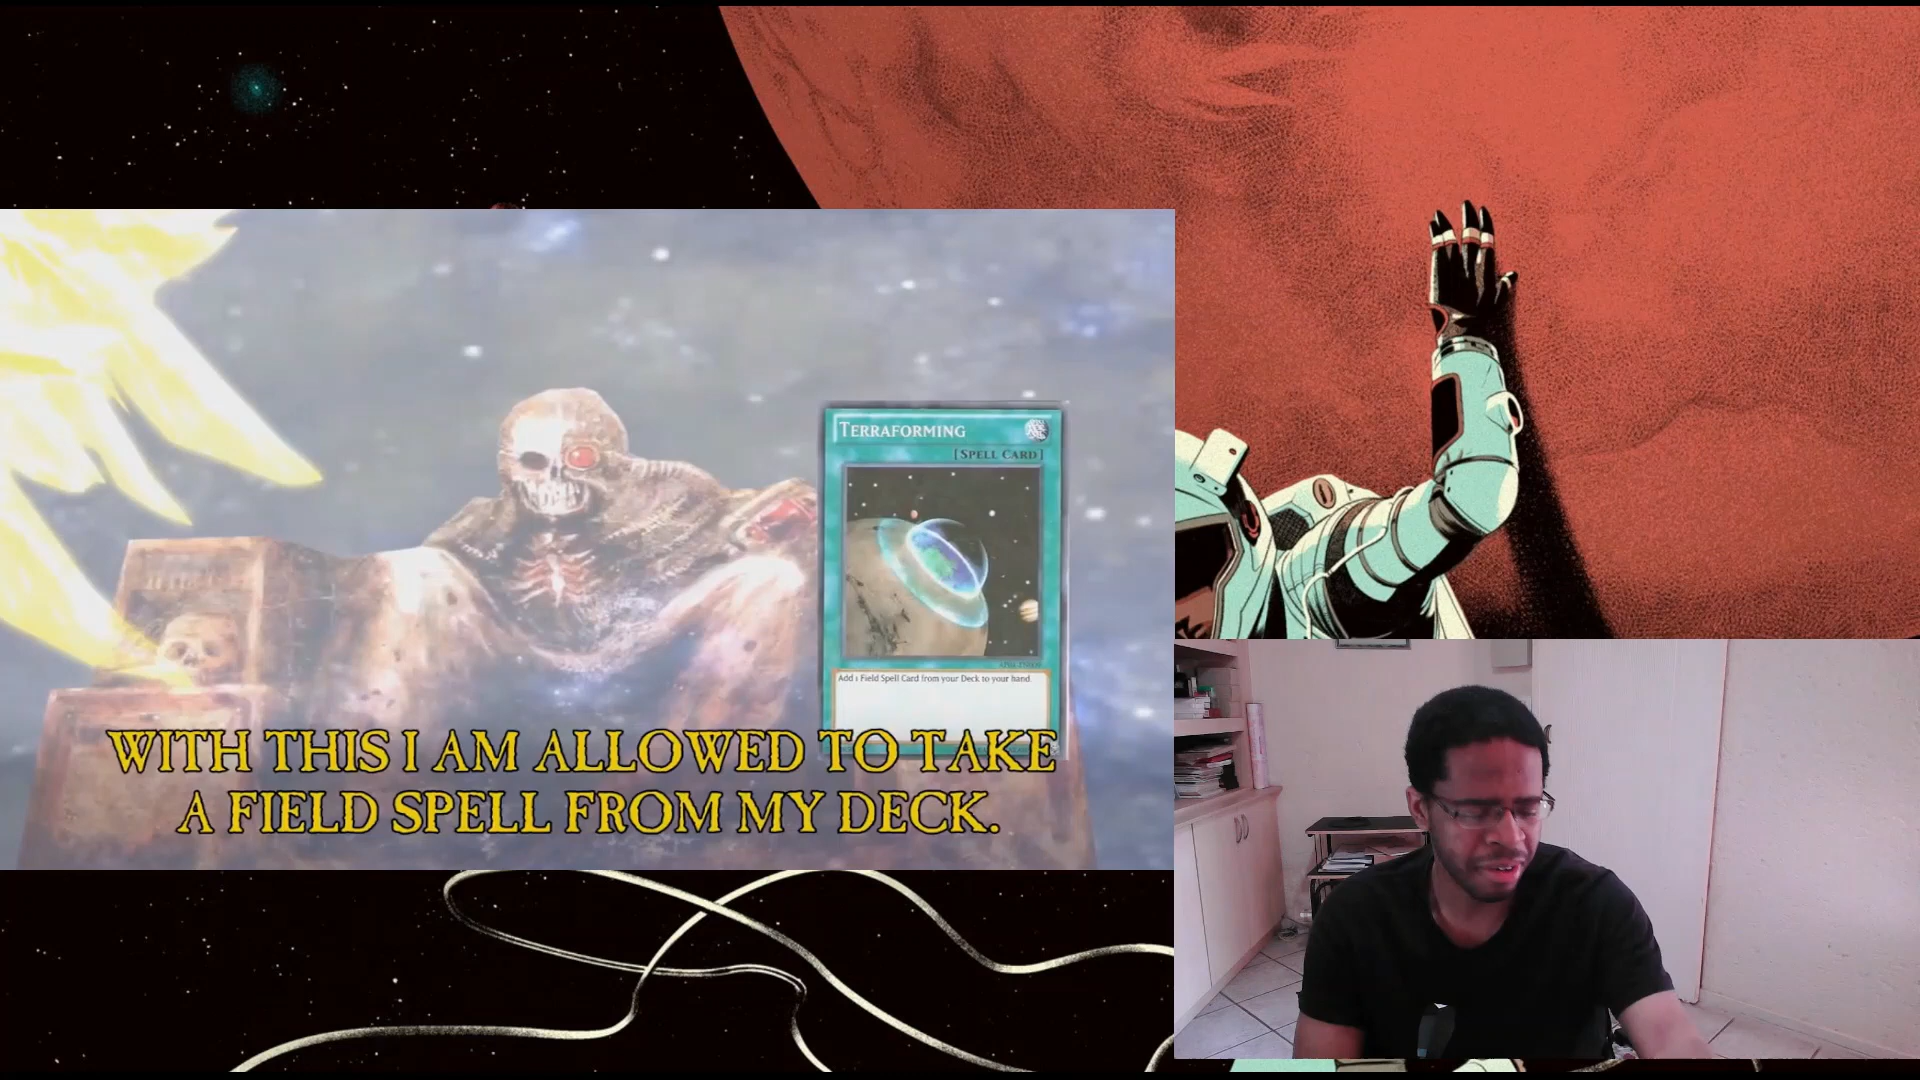 TERRAFORMING
[SPELL CARD]
Add 1 Field Spell Card from your Deck to your hand.
WITH THIS I AM ALLOWED TO TAKE
A FIELD SPELL FROM MY DECK.